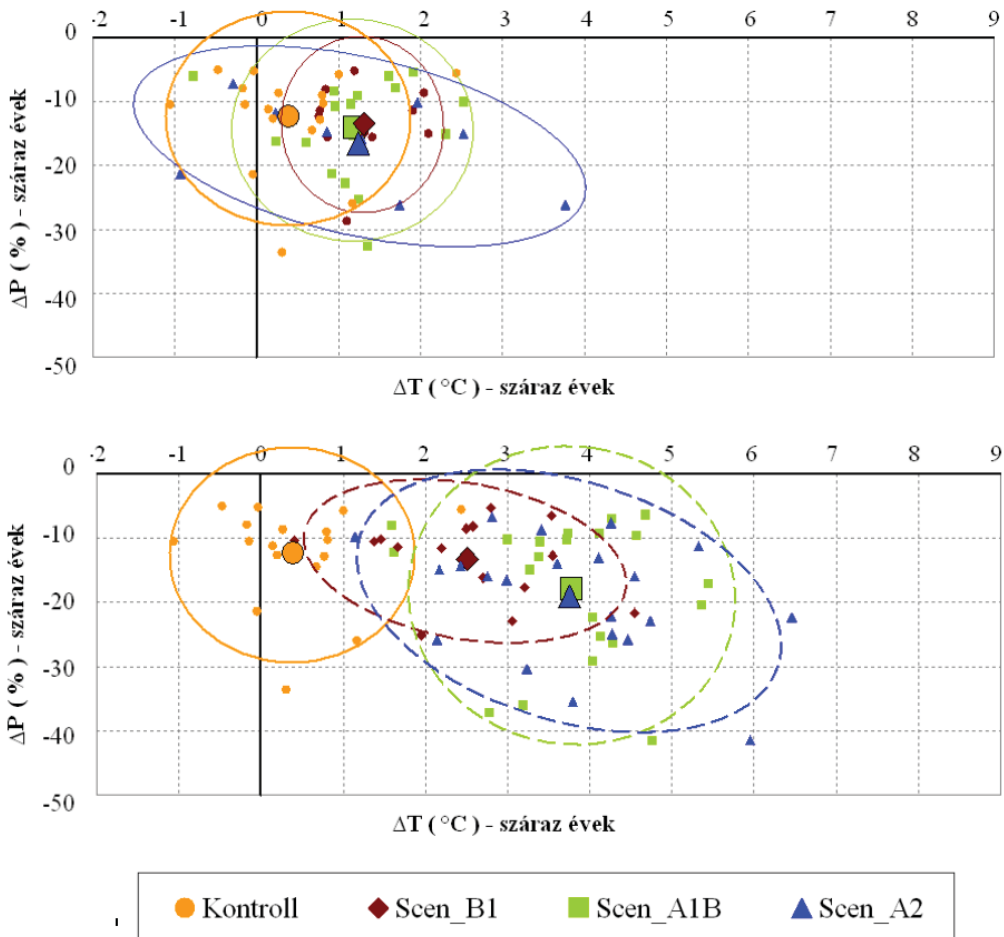 -2 -1 0 1 2 3 4 5 6 7 8 9
0
-10
-20
-30
-40
-50
ΔP ( % ) - száraz évek
ΔT ( °C ) - száraz évek
-2 -1 0 1 2 3 4 5 6 7 8 9
0
-10
-20
-30
-40
-50
ΔP ( % ) - száraz évek
ΔT ( °C ) - száraz évek
Kontroll Scen_B1 Scen_A1B Scen_A2